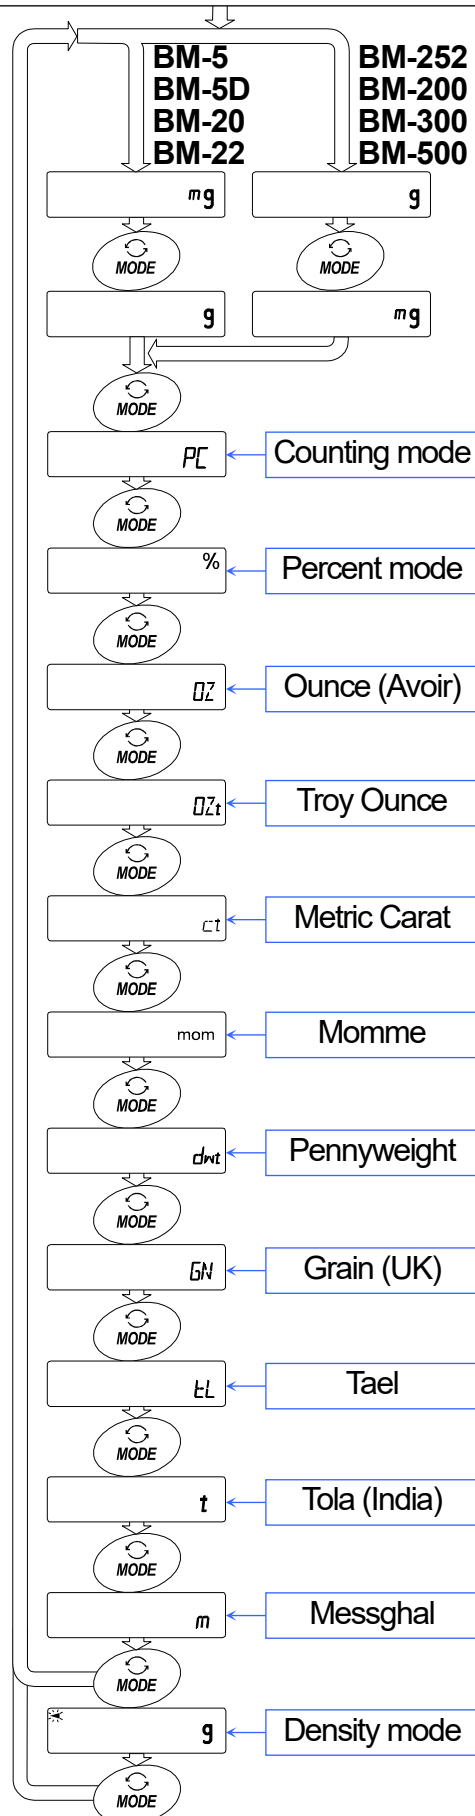 BM-5 BM-252
BM-5D BM-200
BM-20 BM-300
BM-22 BM-500
mg g
MODE MODE
g mg
MODE
PC Counting mode
MODE
% Percent mode
MODE
OZ Ounce (Avoir)
MODE
OZt Troy Ounce
MODE
ct Metric Carat
MODE
mom Momme
MODE
dwt Pennyweight
MODE
GN Grain (UK)
MODE
tL Tael
MODE
t Tola (India)
MODE
m Messghal
MODE
g Density mode
MODE